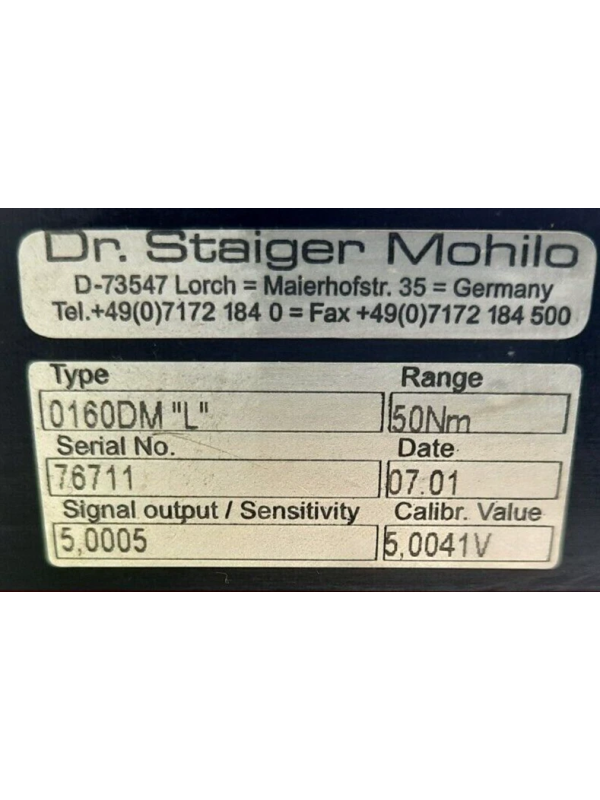 Dr. Staiger Mohilo
D-73547 Lorch = Maierhofstr. 35 = Germany
Tel.+49(0)7172 184 0 = Fax +49(0)7172 184 500
Type Range
0160DM "L" 50Nm
Serial No. Date
76711 07.01
Signal output / Sensitivity Calibr. Value
5,0005 5,0041V